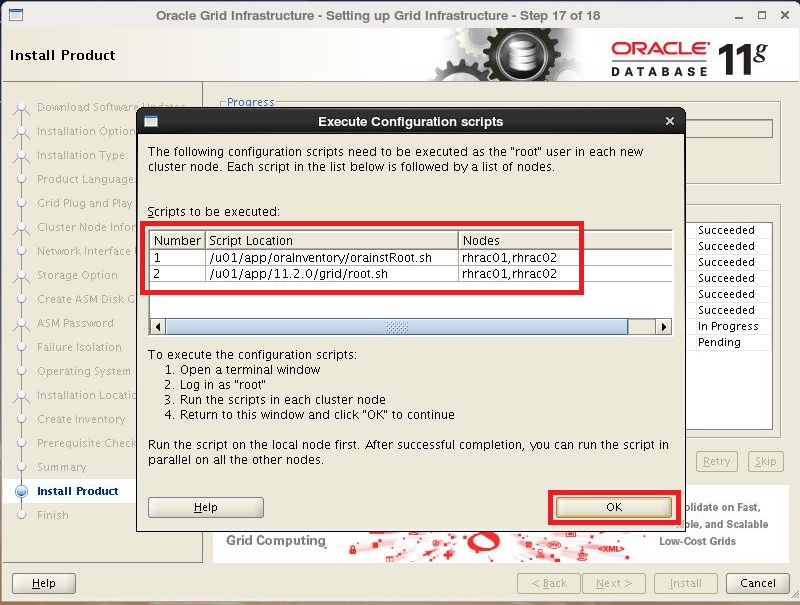 Oracle Grid Infrastructure - Setting up Grid Infrastructure - Step 17 of 18
Install Product
ORACLE
DATABASE 11g
Download Software Updates
Installation Option
Installation Type
Product Language
Grid Plug and Play
Cluster Node Infor
Network Interface
Storage Option
Create ASM Disk G
ASM Password
Failure Isolation
Operating System
Installation Locatio
Create Inventory
Prerequisite Check
Summary
Install Product
Finish
Progress
Execute Configuration scripts
The following configuration scripts need to be executed as the "root" user in each new
cluster node. Each script in the list below is followed by a list of nodes.
Scripts to be executed:
Number Script Location Nodes
1 /u01/app/oraInventory/orainstRoot.sh rhrac01,rhrac02
2 /u01/app/11.2.0/grid/root.sh rhrac01,rhrac02
To execute the configuration scripts:
1. Open a terminal window
2. Log in as "root"
3. Run the scripts in each cluster node
4. Return to this window and click "OK" to continue
Run the script on the local node first. After successful completion, you can run the script in
parallel on all the other nodes.
Help OK
Succeeded
Succeeded
Succeeded
Succeeded
Succeeded
Succeeded
In Progress
Pending
Retry Skip
Grid Computing
<XML>
olidate on Fast,
ble, and Scalable
Low-Cost Grids
Help < Back Next > Install Cancel